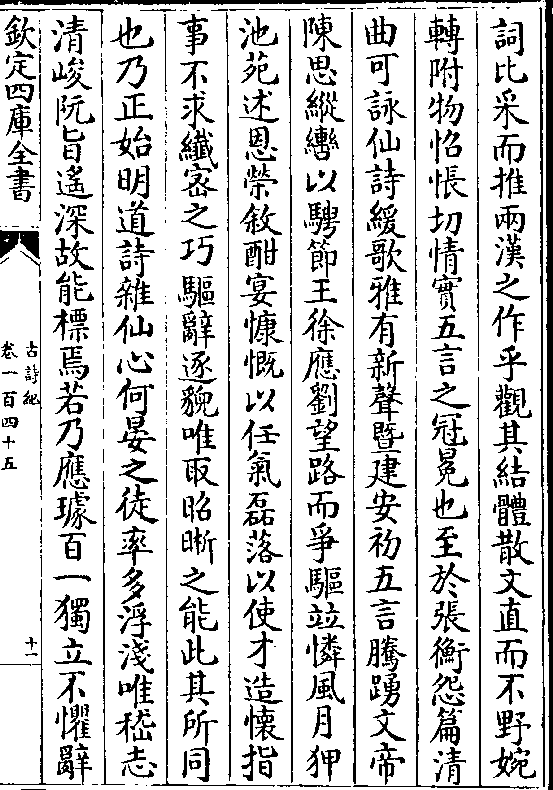 詞比采而推兩漢之作乎觀其結體散文直而不野婉
轉附物怊悵切情實五言之冠冕也至於張衡怨篇清
曲可詠仙詩緩歌雅有新聲暨建安初五言騰踴文帝
陳思縱轡以騁節王徐應劉望路而爭驅竝憐風月狎
池苑述恩榮敘酣宴慷慨以任氣磊落以使才造懷指
事不求纖宻之巧驅辭逐貌唯取昭晰之能此其所同
也乃正始明道詩雜仙心何晏之徒率多浮淺唯嵇志
清峻阮旨遙深故能標焉若乃應璩百一獨立不懼辭
欽定四庫全書
古詩紀
卷一百四十五
十一